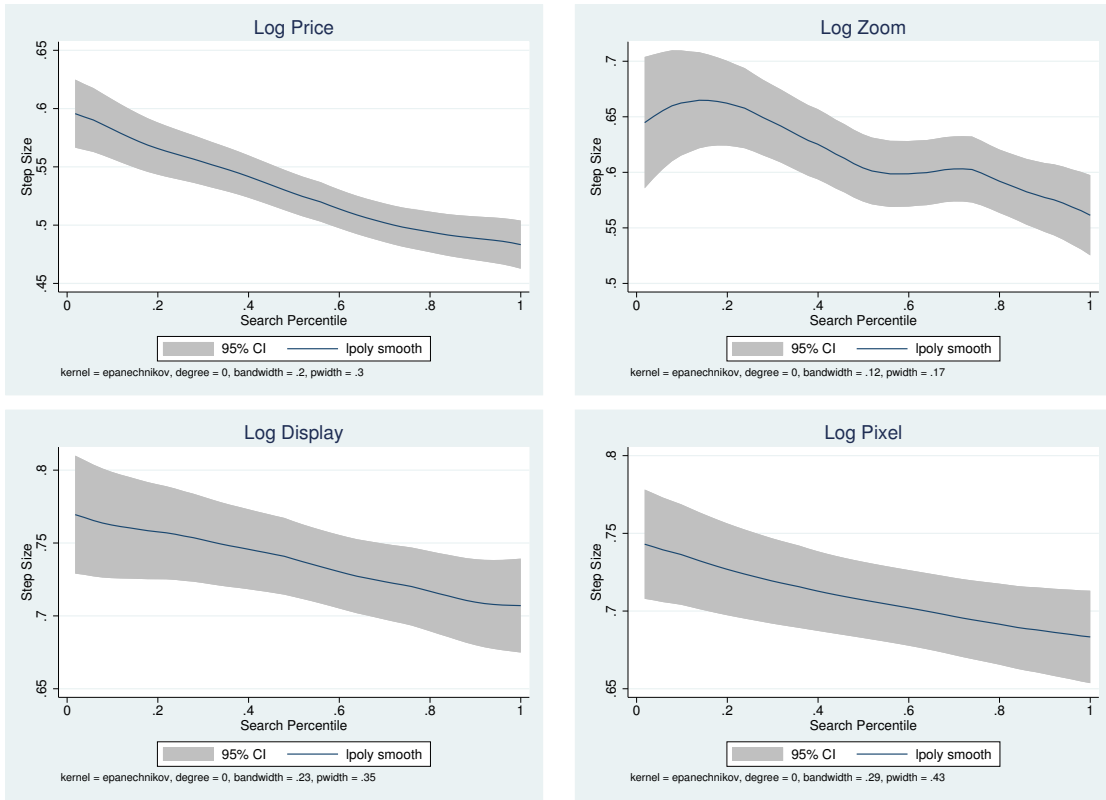 Log Price
.65
.6
.55
.5
.45
Step Size
0 .2 .4 .6 .8 1
Search Percentile
95% CI lpoly smooth
kernel = epanechnikov, degree = 0, bandwidth = .2, pwidth = .3
Log Zoom
.7
.65
.6
.55
.5
Step Size
0 .2 .4 .6 .8 1
Search Percentile
95% CI lpoly smooth
kernel = epanechnikov, degree = 0, bandwidth = .12, pwidth = .17
Log Display
.8
.75
.7
.65
Step Size
0 .2 .4 .6 .8 1
Search Percentile
95% CI lpoly smooth
kernel = epanechnikov, degree = 0, bandwidth = .23, pwidth = .35
Log Pixel
.8
.75
.7
.65
Step Size
0 .2 .4 .6 .8 1
Search Percentile
95% CI lpoly smooth
kernel = epanechnikov, degree = 0, bandwidth = .29, pwidth = .43